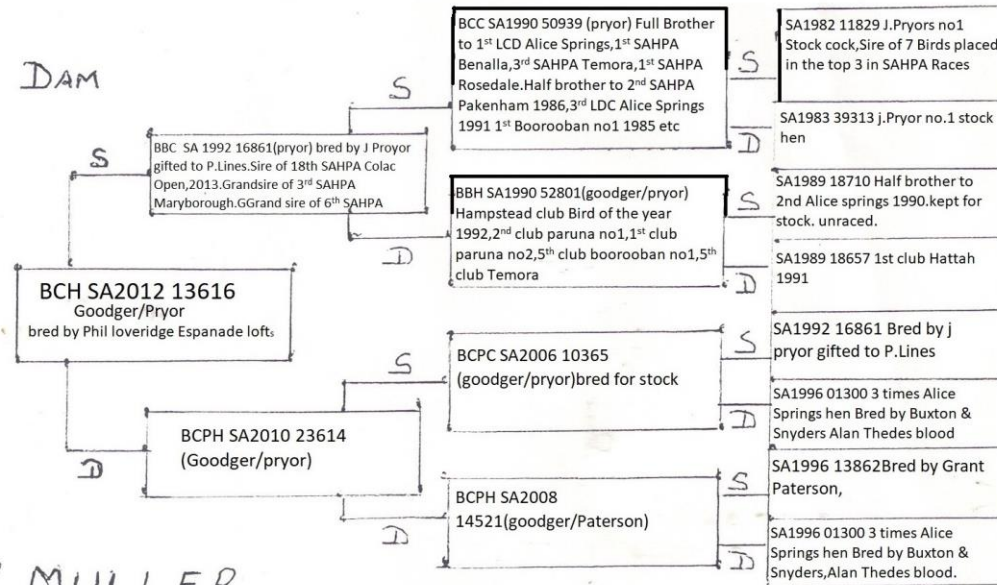 DAM
S
BBC SA 1992 16861(pryor) bred by J Proyor
gifted to P.Lines.Sire of 18th SAHPA Colac
Open,2013.Grandsire of 3rd SAHPA
Maryborough.GGrand sire of 6th SAHPA
BCH SA2012 13616
Goodger/Pryor
bred by Phil loveridge Espanade lofts
D
BCPH SA2010 23614
(Goodger/pryor)
S
BCC SA1990 50939 (pryor) Full Brother
to 1st LCD Alice Springs,1st SAHPA
Benalla,3rd SAHPA Temora,1st SAHPA
Rosedale.Half brother to 2nd SAHPA
Pakenham 1986,3rd LDC Alice Springs
1991 1st Boorooban no1 1985 etc
D
BBH SA1990 52801(goodger/pryor)
Hampstead club Bird of the year
1992,2nd club paruna no1,1st club
paruna no2,5th club boorooban no1,5th
club Temora
S
BCPC SA2006 10365
(goodger/pryor)bred for stock
D
BCPH SA2008
14521(goodger/Paterson)
S
SA1982 11829 J.Pryors no1
Stock cock,Sire of 7 Birds placed
in the top 3 in SAHPA Races
D
SA1983 39313 j.Pryor no.1 stock
hen
S
SA1989 18710 Half brother to
2nd Alice springs 1990.kept for
stock. unraced.
D
SA1989 18657 1st club Hattah
1991
S
SA1992 16861 Bred by j
pryor gifted to P.Lines
D
SA1996 01300 3 times Alice
Springs hen Bred by Buxton &
Snyders Alan Thedes blood
S
SA1996 13862Bred by Grant
Paterson,
D
SA1996 01300 3 times Alice
Springs hen Bred by Buxton &
Snyders,Alan Thedes blood.
MULLER